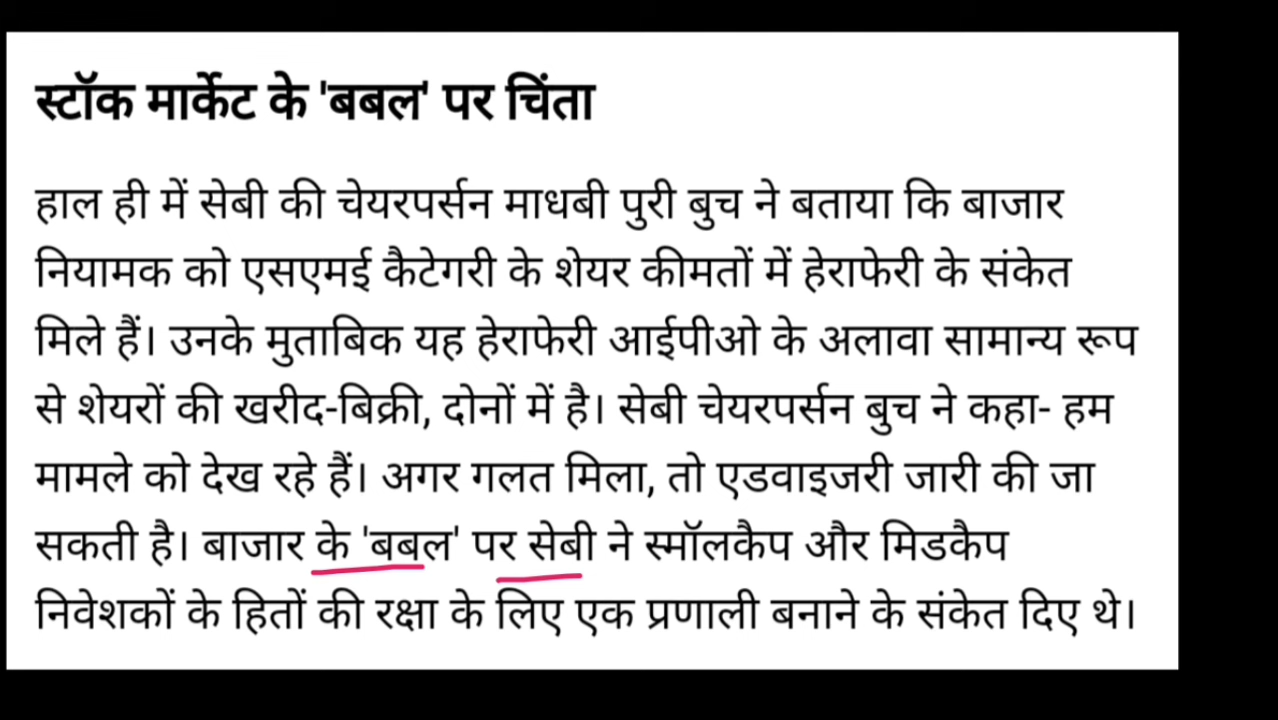 स्टॉक मार्केट के 'बबल' पर चिंता
हाल ही में सेबी की चेयरपर्सन माधबी पुरी बुच ने बताया कि बाजार
नियामक को एसएमई कैटेगरी के शेयर कीमतों में हेराफेरी के संकेत
मिले हैं। उनके मुताबिक यह हेराफेरी आईपीओ के अलावा सामान्य रूप
से शेयरों की खरीद-बिक्री, दोनों में है। सेबी चेयरपर्सन बुच ने कहा- हम
मामले को देख रहे हैं। अगर गलत मिला, तो एडवाइजरी जारी की जा
सकती है। बाजार के 'बबल' पर सेबी ने स्मॉलकैप और मिडकैप
निवेशकों के हितों की रक्षा के लिए एक प्रणाली बनाने के संकेत दिए थे।